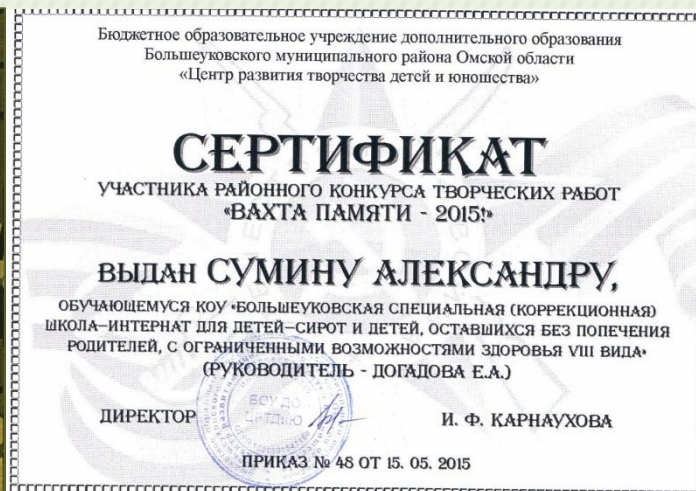 Бюджетное образовательное учреждение дополнительного образования
Большеуковского муниципального района Омской области
«Центр развития творчества детей и юношества»
СЕРТИФИКАТ
УЧАСТНИКА РАЙОННОГО КОНКУРСА ТВОРЧЕСКИХ РАБОТ
«ВАХТА ПАМЯТИ - 2015!»
ВЫДАН СУМИНУ АЛЕКСАНДРУ,
ОБУЧАЮЩЕМУСЯ КОУ «БОЛЬШЕУКОВСКАЯ СПЕЦИАЛЬНАЯ (КОРРЕКЦИОННАЯ)
ШКОЛА–ИНТЕРНАТ ДЛЯ ДЕТЕЙ–СИРОТ И ДЕТЕЙ, ОСТАВШИХСЯ БЕЗ ПОПЕЧЕНИЯ
РОДИТЕЛЕЙ, С ОГРАНИЧЕННЫМИ ВОЗМОЖНОСТЯМИ ЗДОРОВЬЯ VIII ВИДА»
(РУКОВОДИТЕЛЬ - ДОГАДОВА Е.А.)
БОУ ДО
ЦРТДИЮ
ДИРЕКТОР И. Ф. КАРНАУХОВА
ПРИКАЗ № 48 ОТ 15. 05. 2015